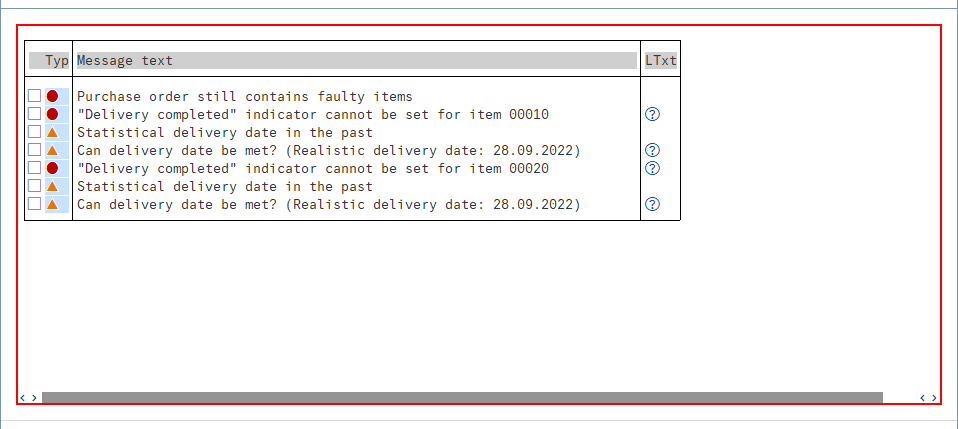 Typ Message text LTxt
Purchase order still contains faulty items
"Delivery completed" indicator cannot be set for item 00010
Statistical delivery date in the past
Can delivery date be met? (Realistic delivery date: 28.09.2022)
"Delivery completed" indicator cannot be set for item 00020
Statistical delivery date in the past
Can delivery date be met? (Realistic delivery date: 28.09.2022)